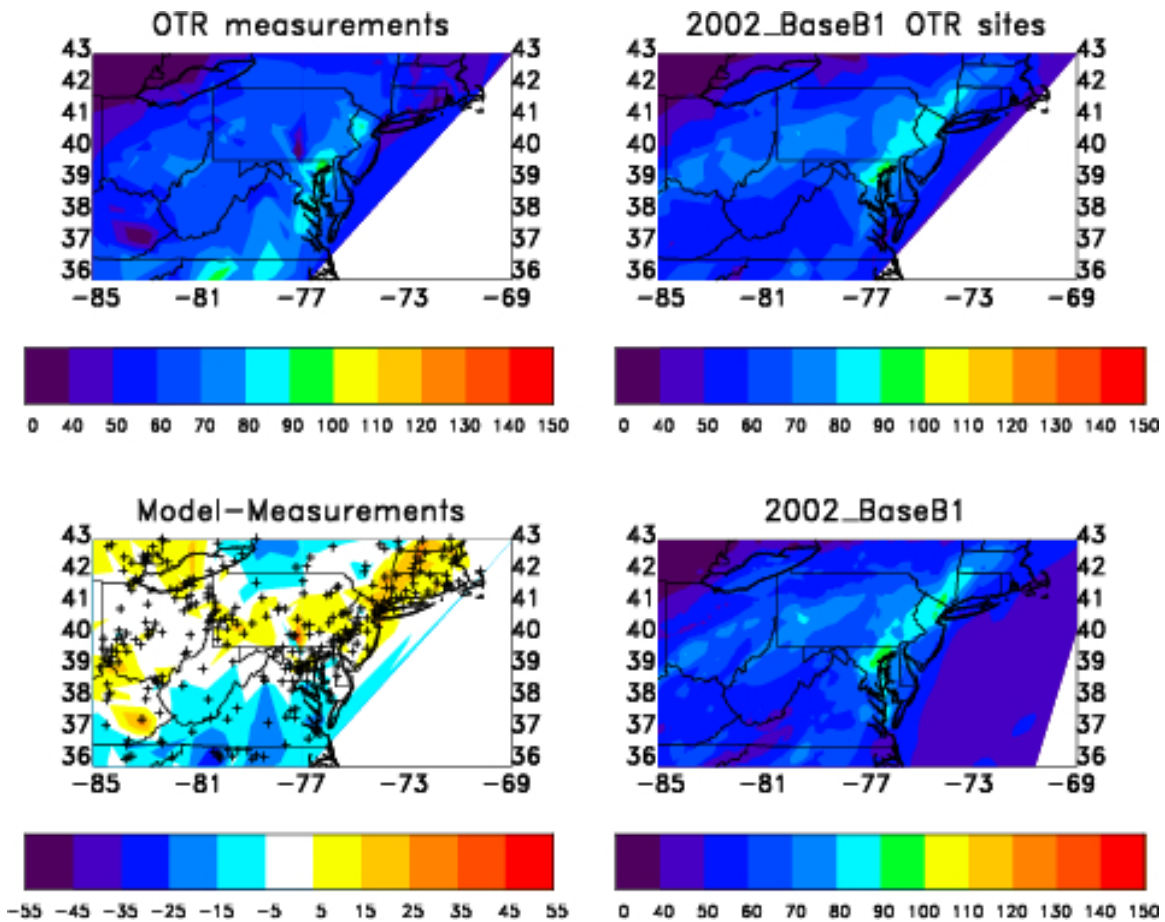 OTR measurements 2002_BaseB1 OTR sites
43 43 43 43
42 42 42 42
41 41 41 41
40 40 40 40
39 39 39 39
38 38 38 38
37 37 37 37
36 36 36 36
-85 -81 -77 -73 -69 -85 -81 -77 -73 -69
0 40 50 60 70 80 90 100 110 120 130 140 150 0 40 50 60 70 80 90 100 110 120 130 140 150
Model-Measurements 2002_BaseB1
43 43 43 43
42 42 42 42
41 41 41 41
40 40 40 40
39 39 39 39
38 38 38 38
37 37 37 37
36 36 36 36
-85 -81 -77 -73 -69 -85 -81 -77 -73 -69
-55 -45 -35 -25 -15 -5 5 15 25 35 45 55 0 40 50 60 70 80 90 100 110 120 130 140 150